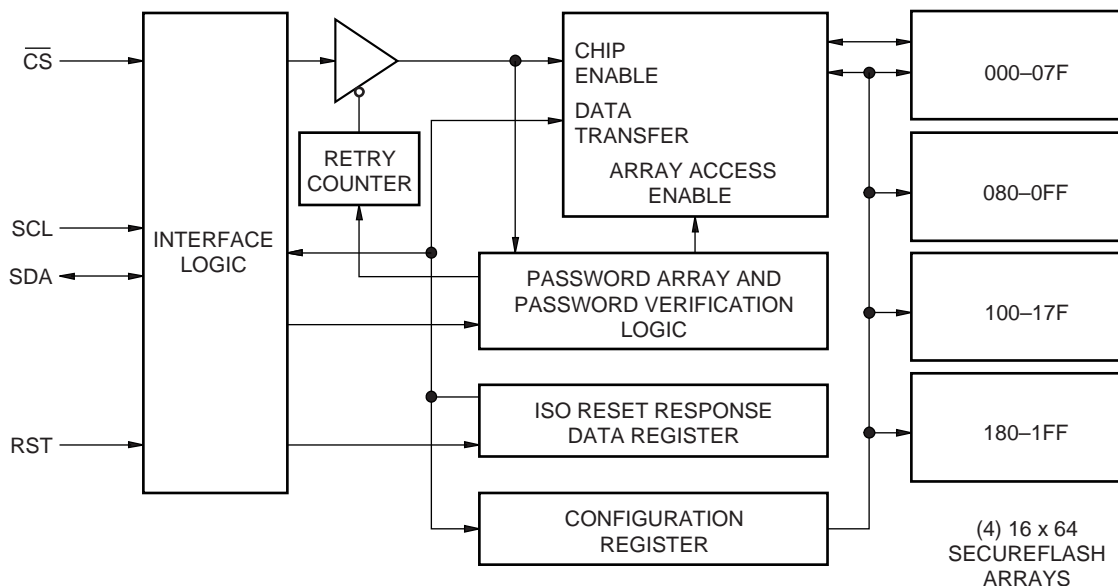 CS
SCL
SDA
RST
INTERFACE
LOGIC
RETRY
COUNTER
CHIP
ENABLE
DATA
TRANSFER
ARRAY ACCESS
ENABLE
PASSWORD ARRAY AND
PASSWORD VERIFICATION
LOGIC
ISO RESET RESPONSE
DATA REGISTER
CONFIGURATION
REGISTER
000–07F
080–0FF
100–17F
180–1FF
(4) 16 x 64
SECUREFLASH
ARRAYS